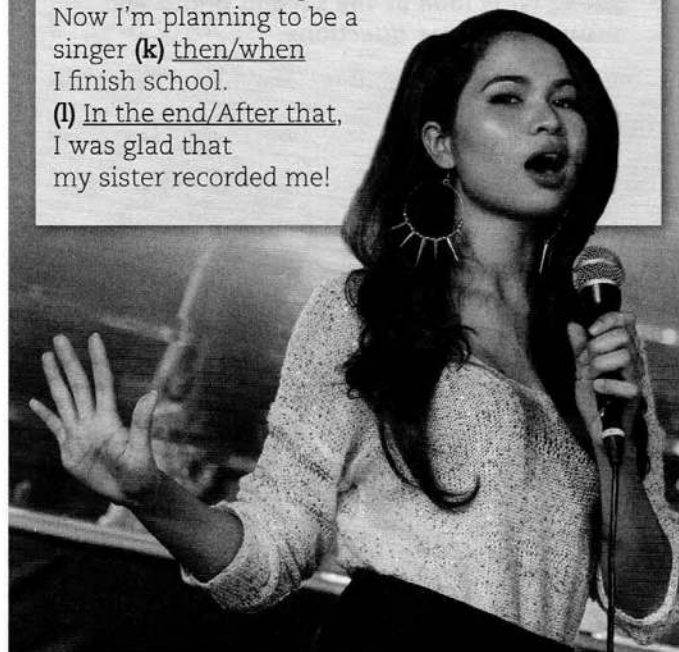 Now I'm planning to be a
singer (k) then/when
I finish school.
(l) In the end/After that,
I was glad that
my sister recorded me!